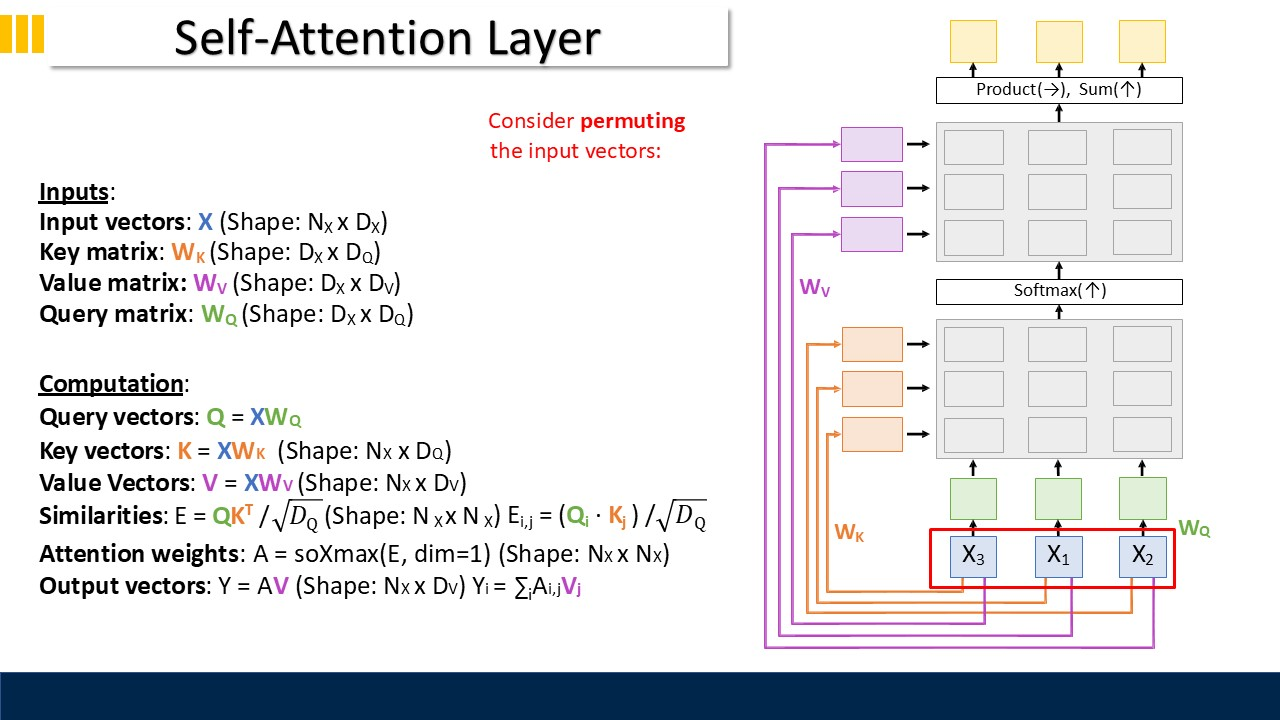 Self-Attention Layer
Consider permuting
the input vectors:
Inputs:
Input vectors: X (Shape: Nx x Dx)
Key matrix: WK (Shape: Dx x DQ)
Value matrix: WV (Shape: Dx x DV)
Query matrix: WQ (Shape: Dx x DQ)
Computation:
Query vectors: Q = XWQ
Key vectors: K = XWK (Shape: Nx x DQ)
Value Vectors: V = XWV (Shape: Nx x DV)
Similarities: E = QKᵀ /√DQ (Shape: N x x N x) Ei,j = (Qi · Kj ) /√DQ
Attention weights: A = soXmax(E, dim=1) (Shape: Nx x Nx)
Output vectors: Y = AV (Shape: Nx x DV) Yi = ∑iAi,jVj
Product(→), Sum(↑)
WV
Softmax(↑)
WK
WQ
X3 X1 X2